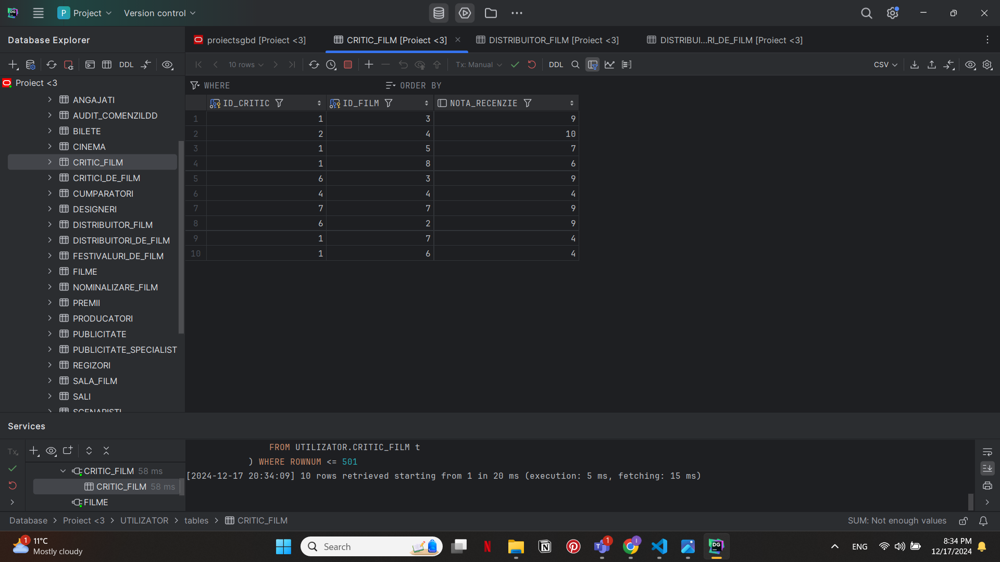 P Project Version control
Database Explorer
proiectsgbd [Proiect <3] CRITIC_FILM [Proiect <3] DISTRIBUITOR_FILM [Proiect <3] DISTRIBUI...RI_DE_FILM [Proiect <3]
DDL 10 rows Tx: Manual DDL CSV
Proiect <3
WHERE ORDER BY
ANGAJATI
AUDIT_COMENZILDD
BILETE
CINEMA
CRITIC_FILM
CRITICI_DE_FILM
CUMPARATORI
DESIGNERI
DISTRIBUITOR_FILM
DISTRIBUITORI_DE_FILM
FESTIVALURI_DE_FILM
FILME
NOMINALIZARE_FILM
PREMII
PRODUCATORI
PUBLICITATE
PUBLICITATE_SPECIALIST
REGIZORI
SALA_FILM
SALI
SCENARISTI
ID_CRITIC ID_FILM NOTA_RECENZIE
1 1 3 9
2 2 4 10
3 1 5 7
4 1 8 6
5 6 3 9
6 4 4 4
7 7 7 9
8 6 2 9
9 1 7 4
10 1 6 4
Services
Tx
CRITIC_FILM 58 ms
CRITIC_FILM 58 ms
FILME
FROM UTILIZATOR.CRITIC_FILM t
) WHERE ROWNUM <= 501
[2024-12-17 20:34:09] 10 rows retrieved starting from 1 in 20 ms (execution: 5 ms, fetching: 15 ms)
Database > Proiect <3 > UTILIZATOR > tables > CRITIC_FILM
SUM: Not enough values
1 11°C
Mostly cloudy
Search
N
N
T 1
I
DG
ENG
8:34 PM
12/17/2024